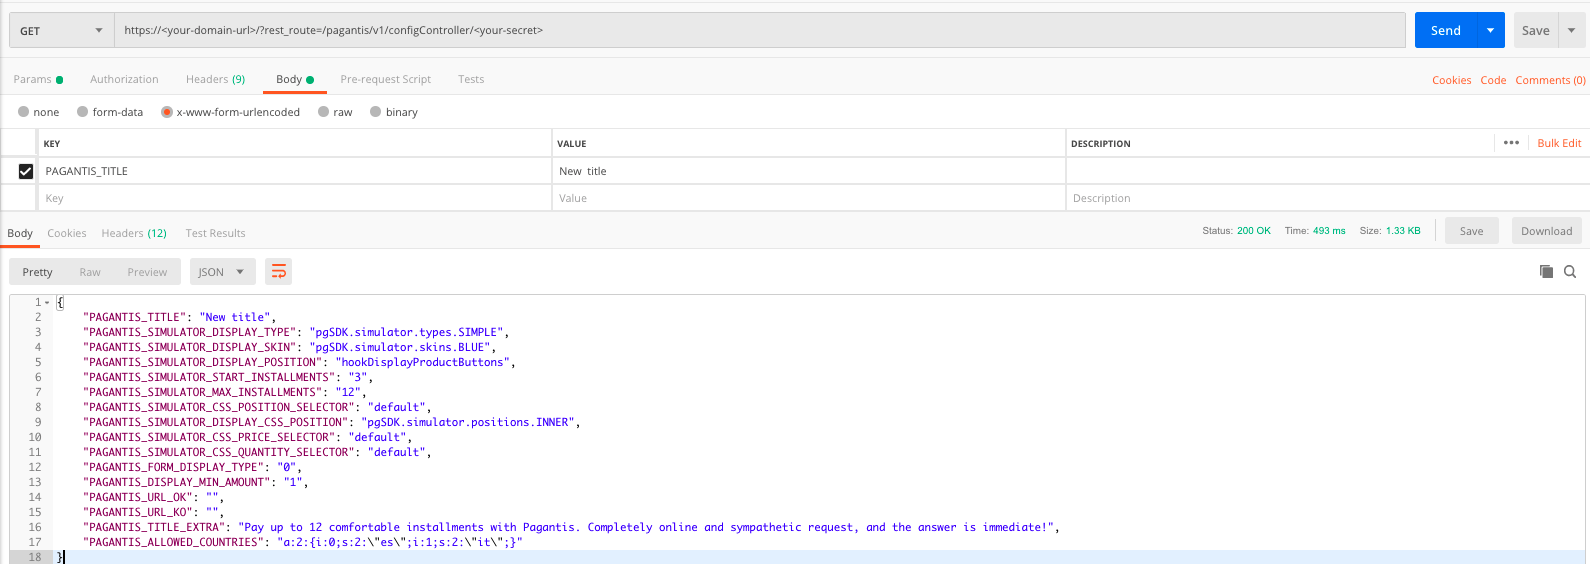 GET https://<your-domain-url>/?rest_route=/pagantis/v1/configController/<your-secret> Send Save
Params Authorization Headers (9) Body Pre-request Script Tests Cookies Code Comments (0)
none form-data x-www-form-urlencoded raw binary
KEY VALUE DESCRIPTION ••• Bulk Edit
PAGANTIS_TITLE New title
Key Value Description
Body Cookies Headers (12) Test Results Status: 200 OK Time: 493 ms Size: 1.33 KB Save Download
Pretty Raw Preview JSON
1 {
2 "PAGANTIS_TITLE": "New title",
3 "PAGANTIS_SIMULATOR_DISPLAY_TYPE": "pgSDK.simulator.types.SIMPLE",
4 "PAGANTIS_SIMULATOR_DISPLAY_SKIN": "pgSDK.simulator.skins.BLUE",
5 "PAGANTIS_SIMULATOR_DISPLAY_POSITION": "hookDisplayProductButtons",
6 "PAGANTIS_SIMULATOR_START_INSTALLMENTS": "3",
7 "PAGANTIS_SIMULATOR_MAX_INSTALLMENTS": "12",
8 "PAGANTIS_SIMULATOR_CSS_POSITION_SELECTOR": "default",
9 "PAGANTIS_SIMULATOR_DISPLAY_CSS_POSITION": "pgSDK.simulator.positions.INNER",
10 "PAGANTIS_SIMULATOR_CSS_PRICE_SELECTOR": "default",
11 "PAGANTIS_SIMULATOR_CSS_QUANTITY_SELECTOR": "default",
12 "PAGANTIS_FORM_DISPLAY_TYPE": "0",
13 "PAGANTIS_DISPLAY_MIN_AMOUNT": "1",
14 "PAGANTIS_URL_OK": "",
15 "PAGANTIS_URL_KO": "",
16 "PAGANTIS_TITLE_EXTRA": "Pay up to 12 comfortable installments with Pagantis. Completely online and sympathetic request, and the answer is immediate!",
17 "PAGANTIS_ALLOWED_COUNTRIES": "a:2:{i:0;s:2:\"es\";i:1;s:2:\"it\";}"
18 }